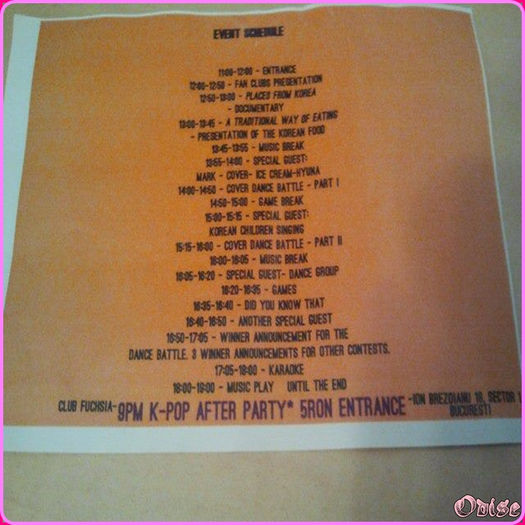 EVENT SCHEDULE
11:00-12:00 - ENTRANCE
12:00-12:50 - FAN CLUBS PRESENTATION
12:50-13:00 - PLACES FROM KOREA
- DOCUMENTARY
13:00-13:45 - A TRADITIONAL WAY OF EATING
- PRESENTATION OF THE KOREAN FOOD
13:45-13:55 - MUSIC BREAK
13:55-14:00 - SPECIAL GUEST:
MARK - COVER- ICE CREAM-HYUNA
14:00-14:50 - COVER DANCE BATTLE - PART I
14:50-15:00 - GAME BREAK
15:00-15:15 - SPECIAL GUEST:
KOREAN CHILDREN SINGING
15:15-16:00 - COVER DANCE BATTLE - PART II
16:00-16:05 - MUSIC BREAK
16:05-16:20 - SPECIAL GUEST- DANCE GROUP
16:20-16:35 - GAMES
16:35-16:40 - DID YOU KNOW THAT
16:40-16:50 - ANOTHER SPECIAL GUEST
16:50-17:05 - WINNER ANNOUNCEMENT FOR THE
DANCE BATTLE. 3 WINNER ANNOUNCEMENTS FOR OTHER CONTESTS.
17:05-18:00 - KARAOKE
18:00-19:00 - MUSIC PLAY UNTIL THE END
CLUB FUCHSIA-9PM K-POP AFTER PARTY* 5RON ENTRANCE -ION BREZOIANU 18, SECTOR 1
BUCURESTI
Odise